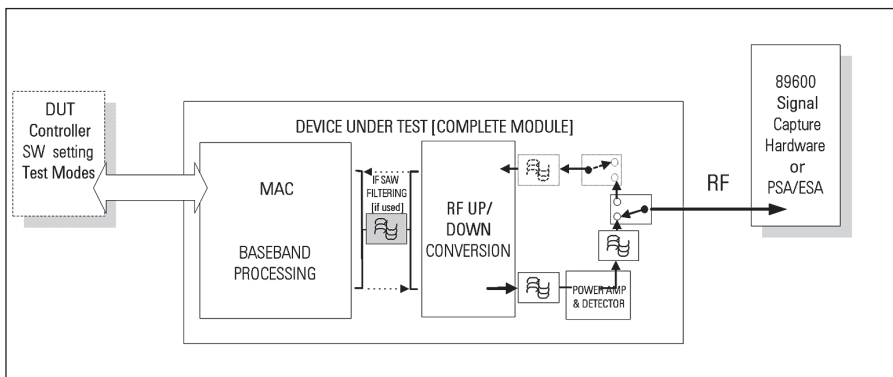 DUT
Controller
SW setting
Test Modes
DEVICE UNDER TEST [COMPLETE MODULE]
MAC
BASEBAND
PROCESSING
IF SAW
FILTERING
[if used]
RF UP/
DOWN
CONVERSION
POWER AMP
& DETECTOR
RF
89600
Signal
Capture
Hardware
or
PSA/ESA